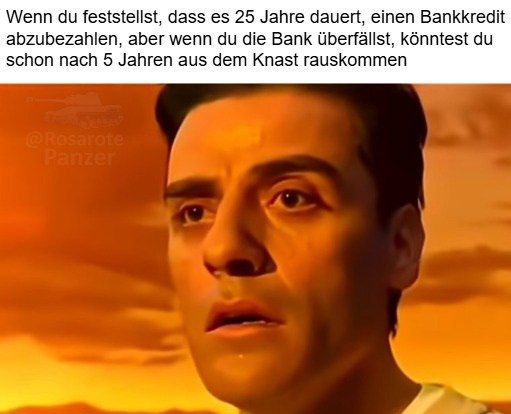 Wenn du feststellst, dass es 25 Jahre dauert, einen Bankkredit
abzubezahlen, aber wenn du die Bank überfällst, könntest du
schon nach 5 Jahren aus dem Knast rauskommen
@Rosarote
Panzer